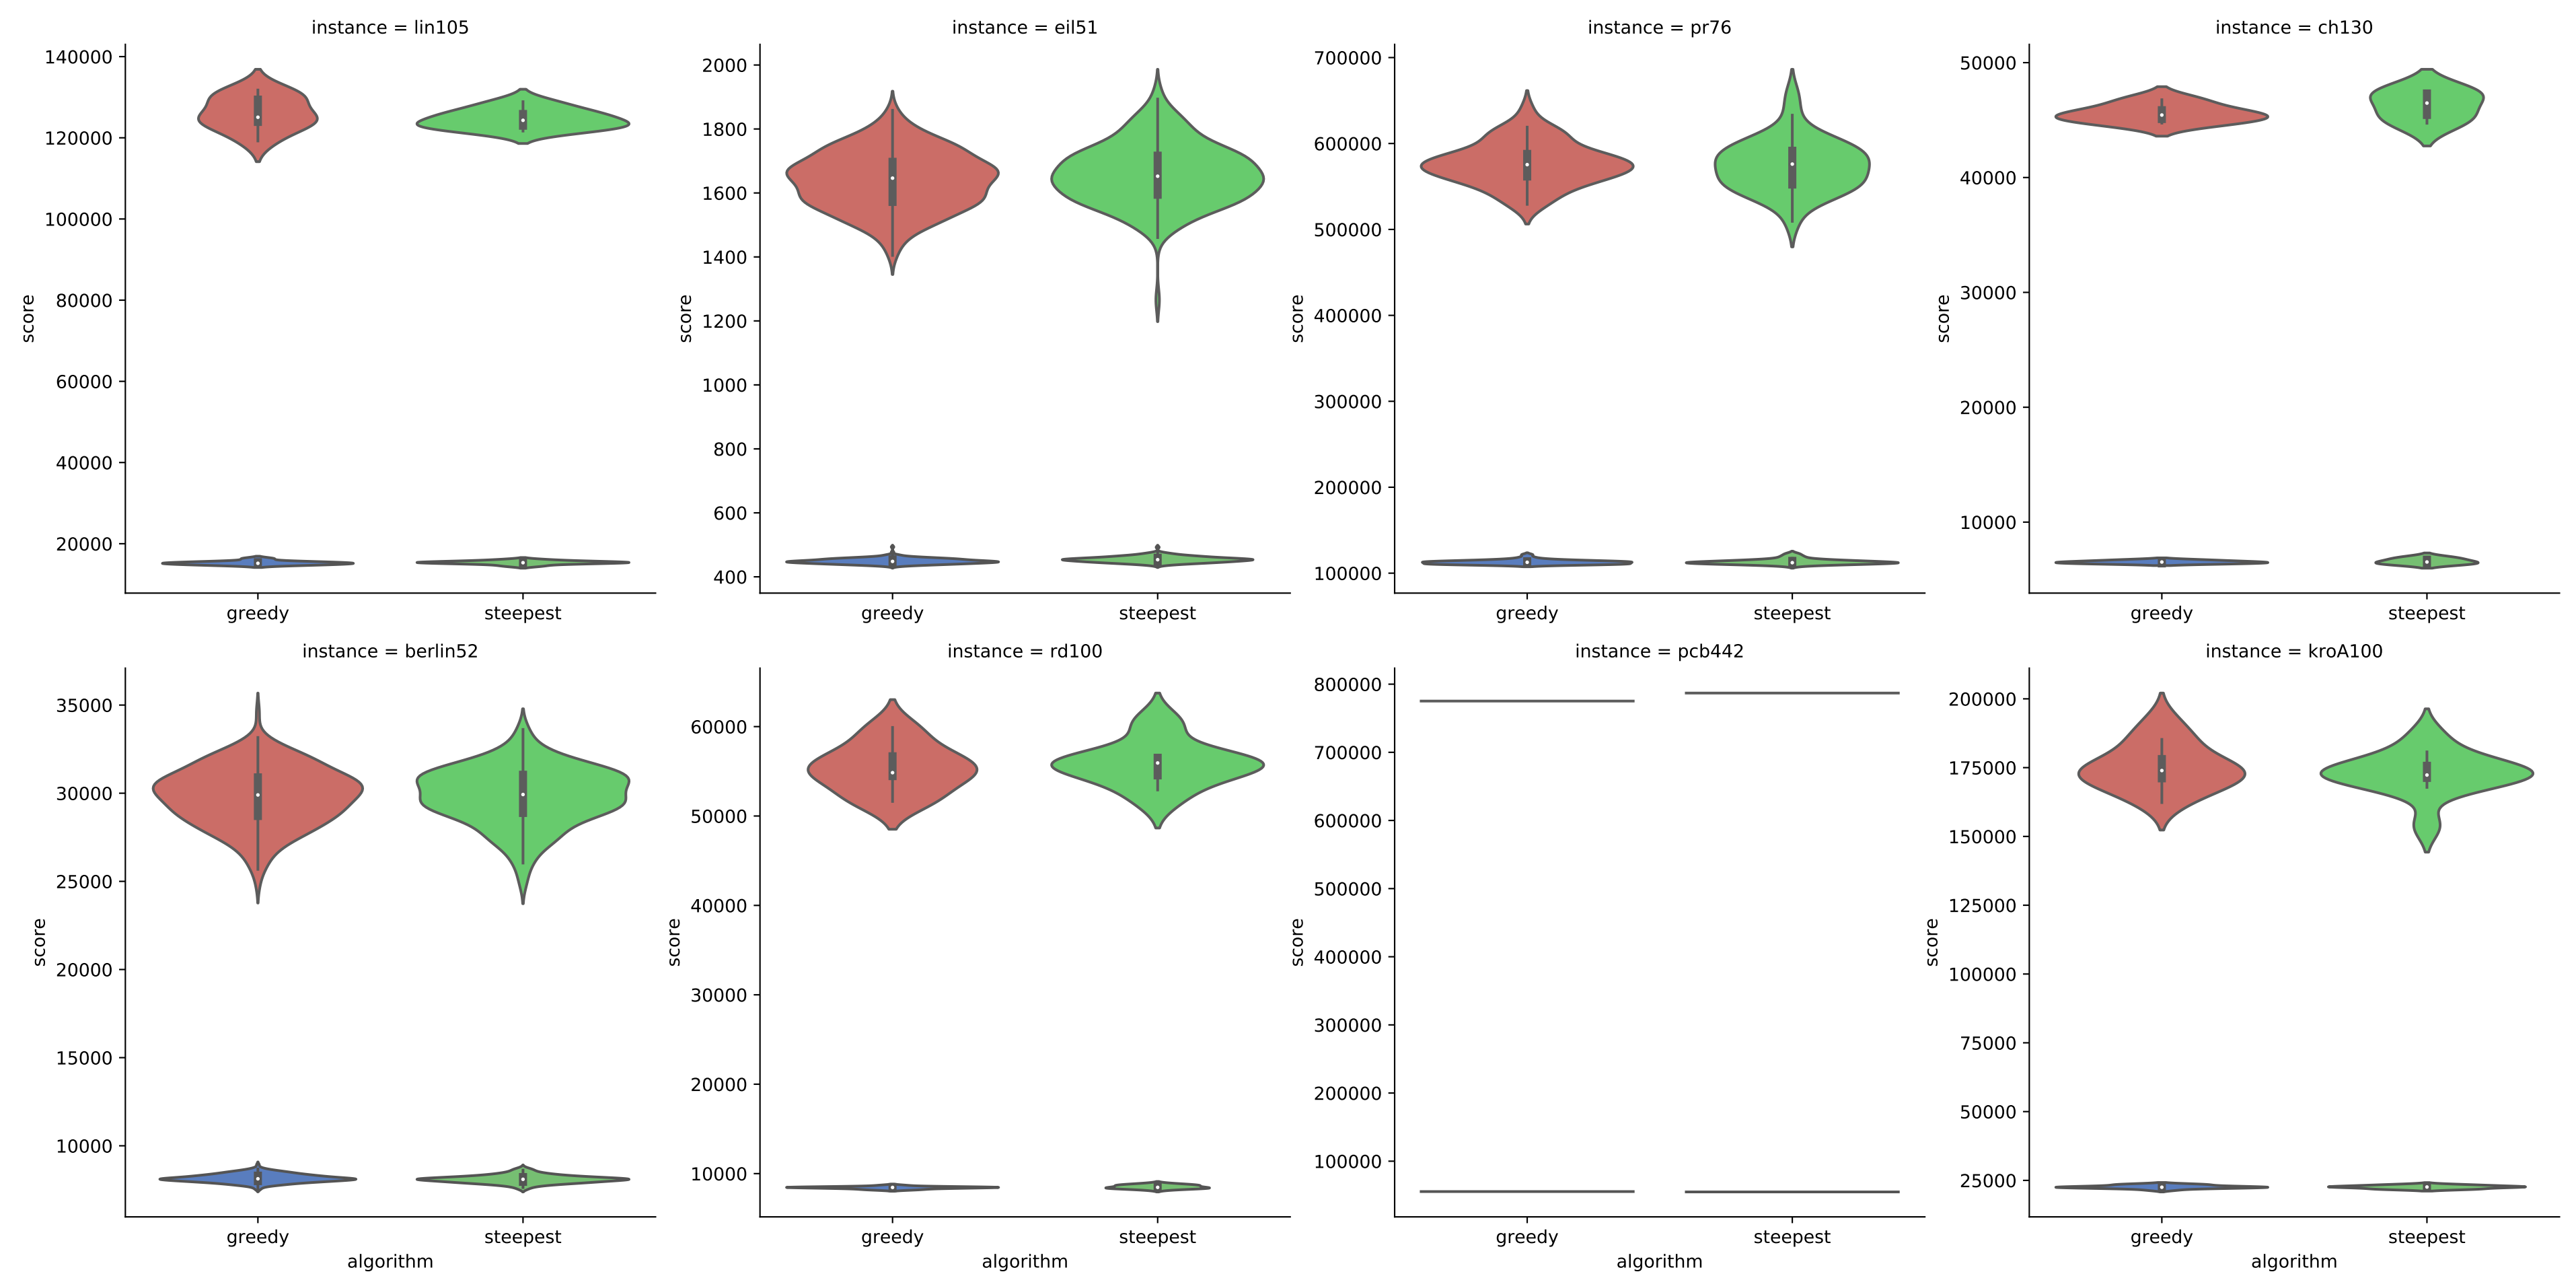 instance = lin105
140000
120000
100000
80000
60000
40000
20000
score
greedy
steepest
instance = eil51
2000
1800
1600
1400
1200
1000
800
600
400
score
greedy
steepest
instance = pr76
700000
600000
500000
400000
300000
200000
100000
score
greedy
steepest
instance = ch130
50000
40000
30000
20000
10000
score
greedy
steepest
instance = berlin52
35000
30000
25000
20000
15000
10000
score
greedy
steepest
algorithm
instance = rd100
60000
50000
40000
30000
20000
10000
score
greedy
steepest
algorithm
instance = pcb442
800000
700000
600000
500000
400000
300000
200000
100000
score
greedy
steepest
algorithm
instance = kroA100
200000
175000
150000
125000
100000
75000
50000
25000
score
greedy
steepest
algorithm